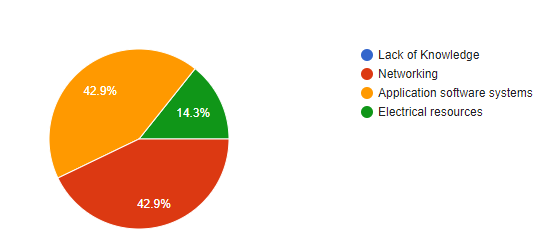 Lack of Knowledge
Networking
Application software systems
Electrical resources
42.9%
14.3%
42.9%